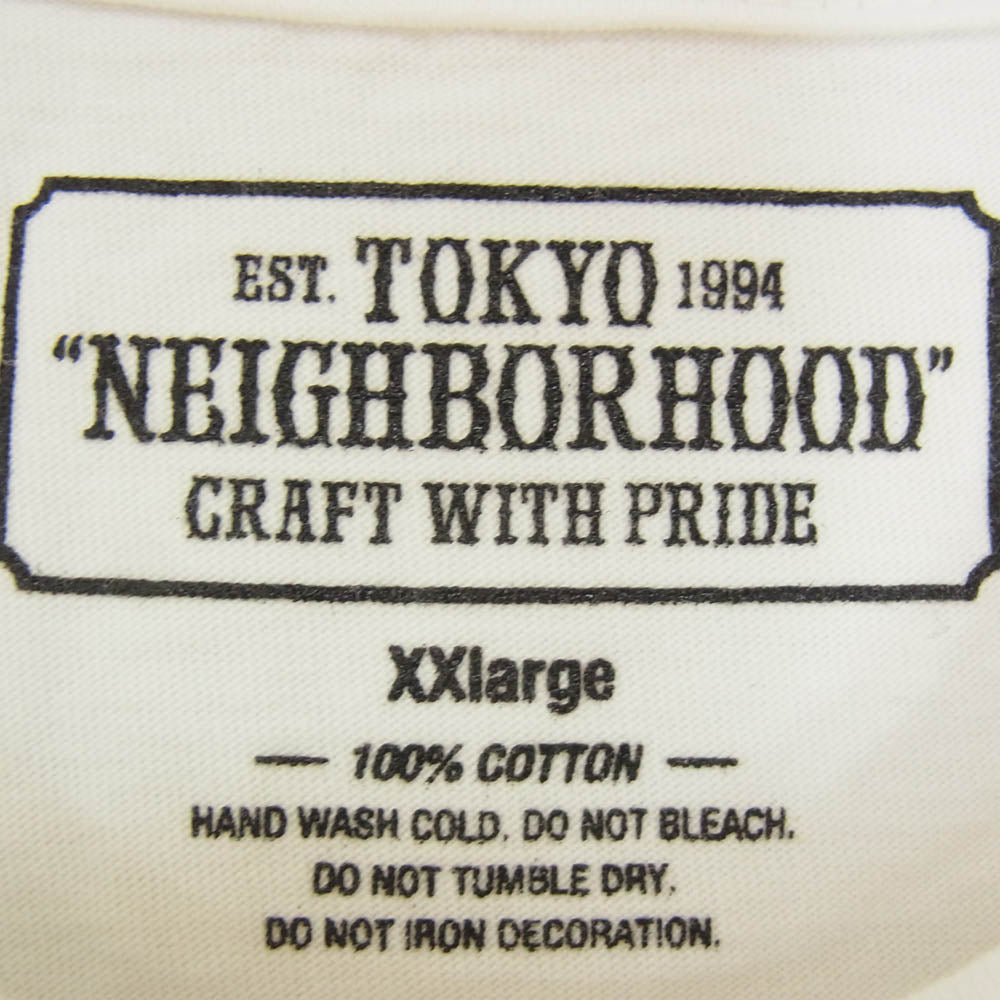 EST. TOKYO 1994
“NEIGHBORHOOD”
CRAFT WITH PRIDE
XXlarge
— 100% COTTON —
HAND WASH COLD. DO NOT BLEACH.
DO NOT TUMBLE DRY.
DO NOT IRON DECORATION.